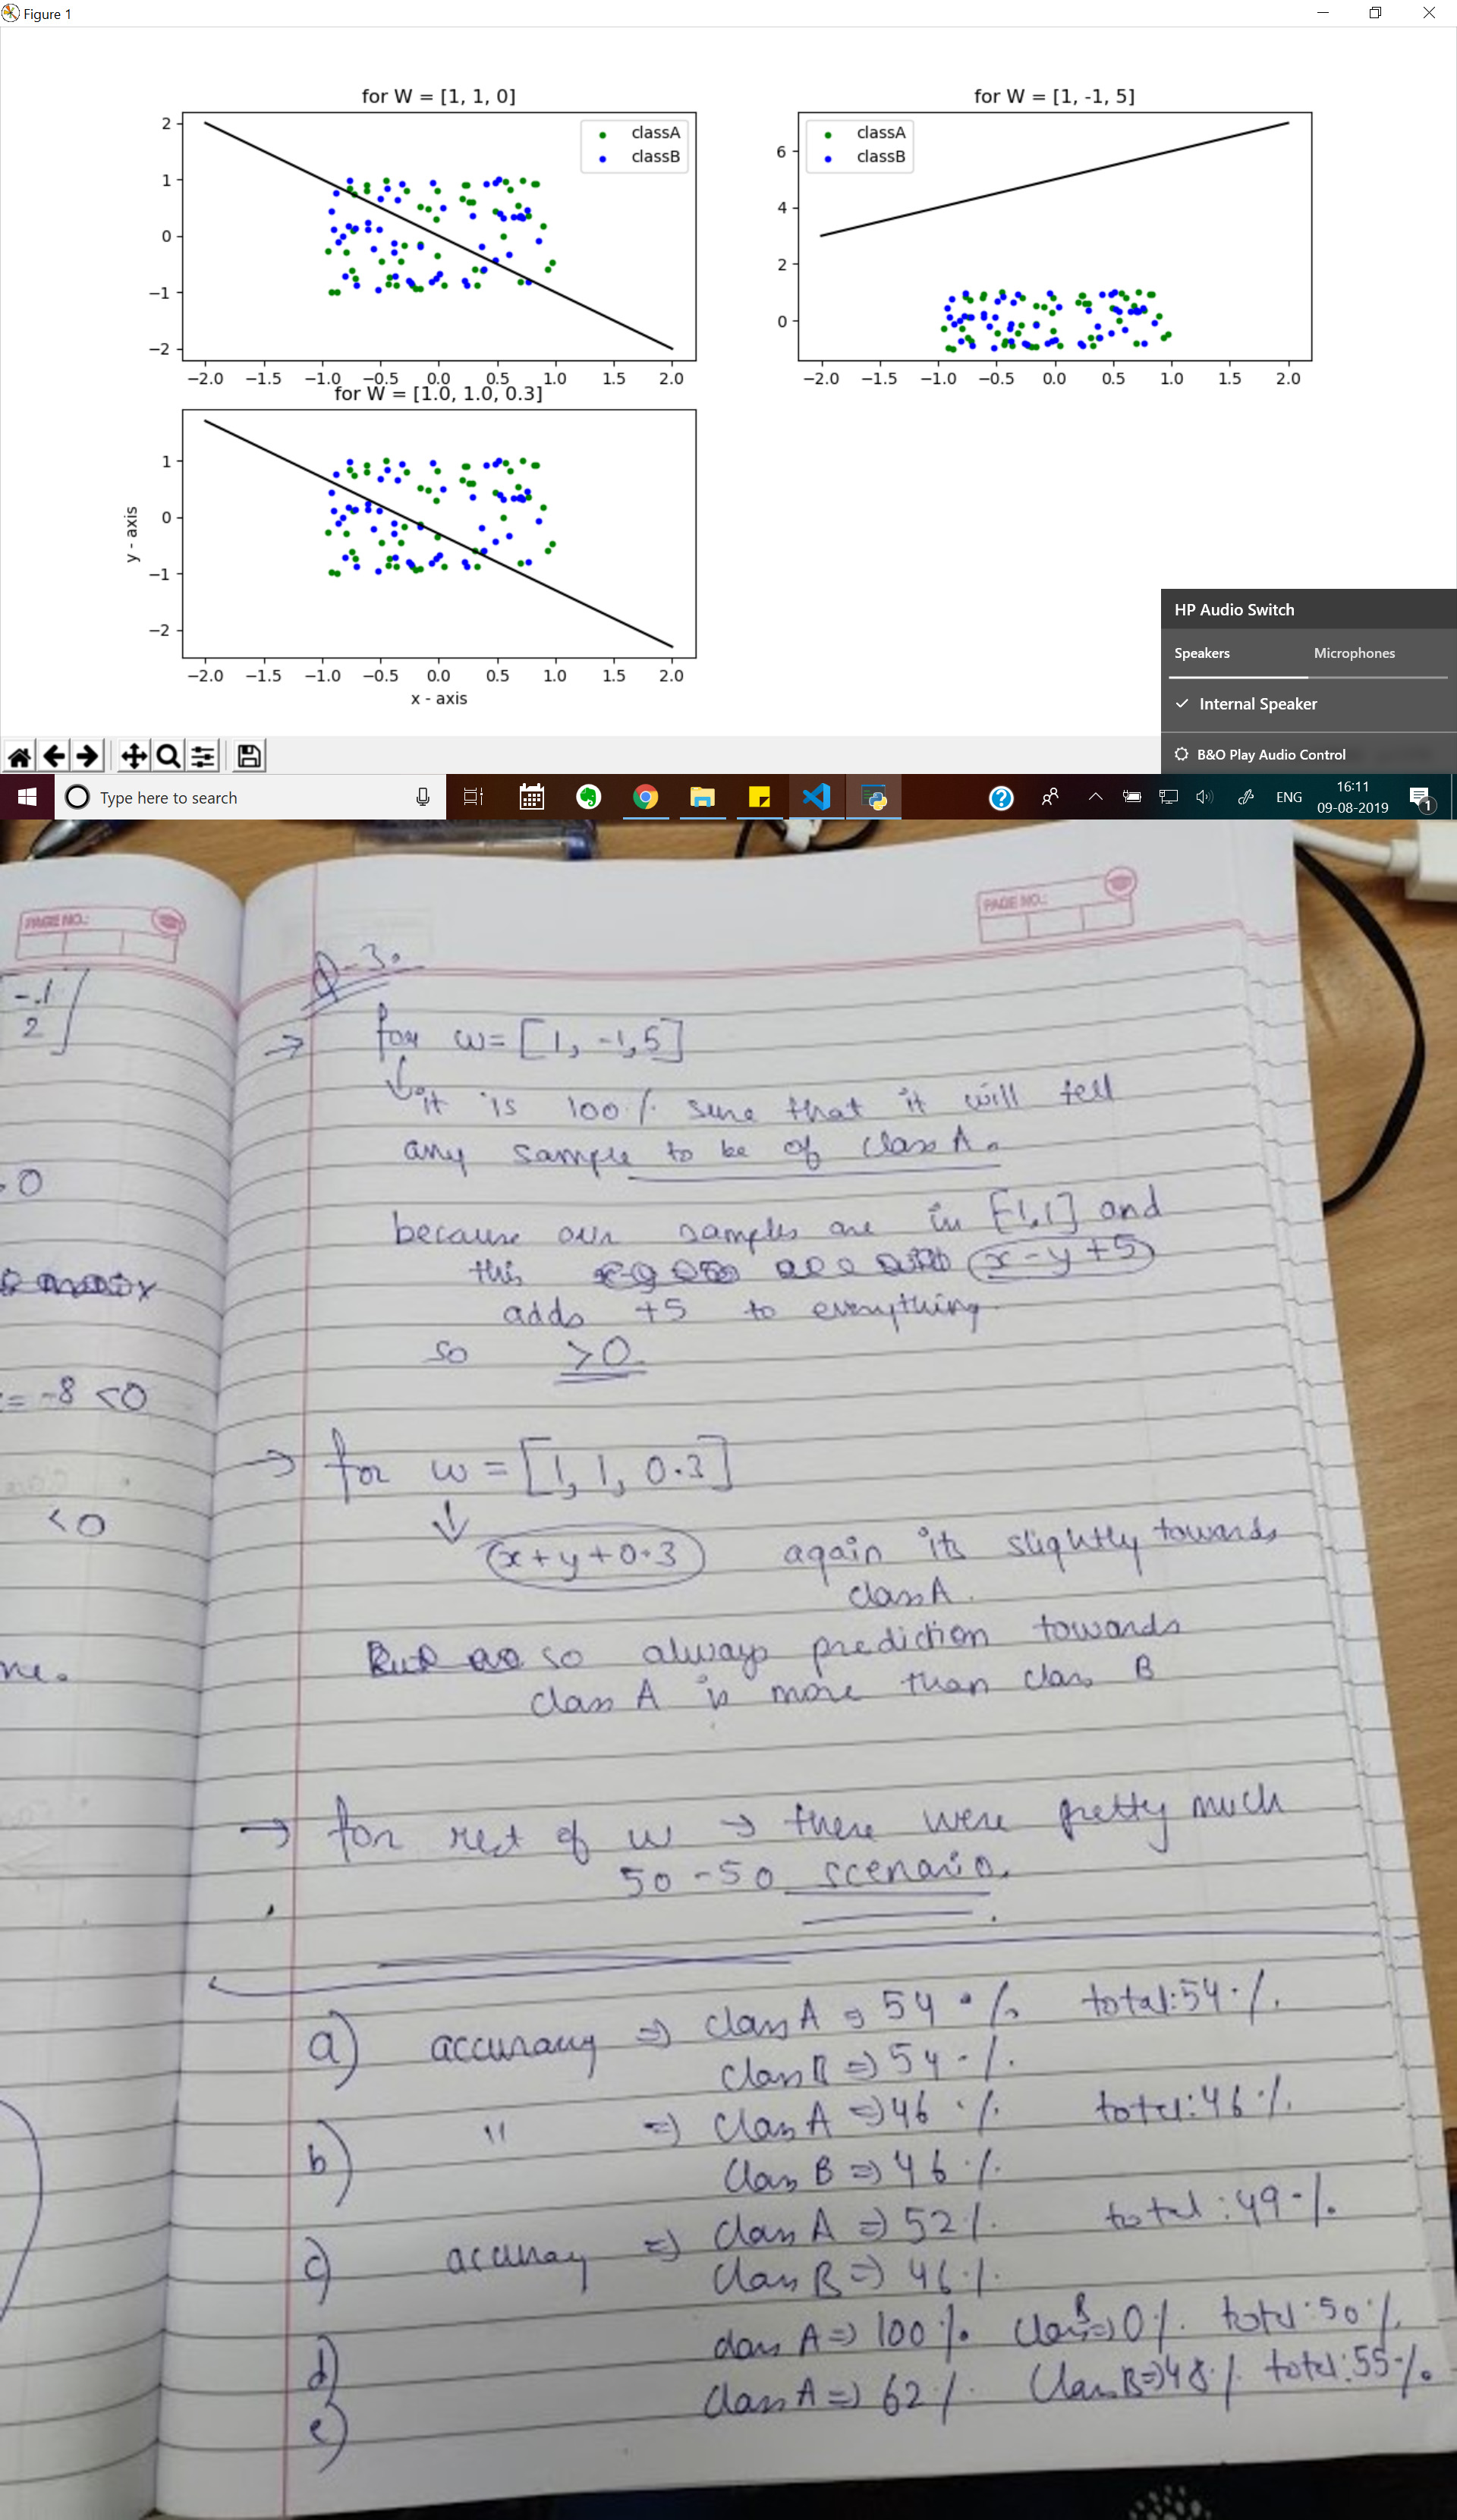 Figure 1
for W = [1, 1, 0]
classA
classB
2
1
0
−1
−2
−2.0 −1.5 −1.0 −0.5 0.0 0.5 1.0 1.5 2.0
for W = [1, -1, 5]
classA
classB
6
4
2
0
−2.0 −1.5 −1.0 −0.5 0.0 0.5 1.0 1.5 2.0
for W = [1.0, 1.0, 0.3]
1
0
−1
−2
y - axis
−2.0 −1.5 −1.0 −0.5 0.0 0.5 1.0 1.5 2.0
x - axis
HP Audio Switch
Speakers Microphones
Internal Speaker
B&O Play Audio Control
Type here to search
ENG
16:11
09-08-2019
1
PAGE NO.:
-.1
2
0
= -8 <0
<0
me.
PAGE NO.:
Q-3.
→ for w= [1, -1,5]
it is 100% sure that it will tell
any sample to be of class A.
because our samples are in [-1,1] and
this x-y+5
adds +5 to everything
so >0
→ for w = [1, 1, 0.3]
x+y+0.3 again its slightly towards
class A.
so always prediction towards
class A is more than class B
→ for rest of w → there were pretty much
50-50 scenario.
a) accuracy => class A => 54% total:54%
class B => 54%
b) " => class A => 46% total:46%
class B => 46%
c) accuray => class A => 52% total:49%
class B => 46%
d) class A => 100% class B => 0% total:50%
e) class A => 62% class B => 48% total:55%